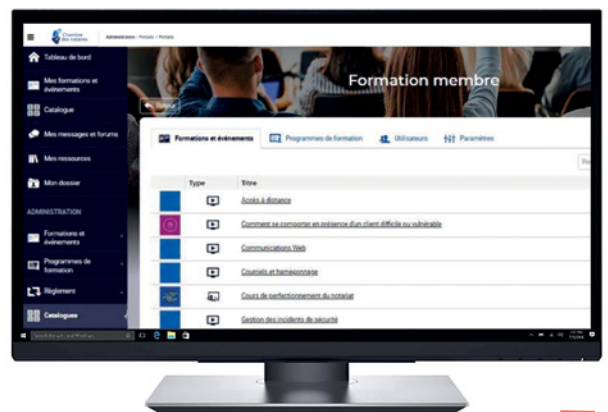 Chambre
des notaires
Administration › Portails › Portails
Tableau de bord
Mes formations et
événements
Catalogue
Mes messages et forums
Mes ressources
Mon dossier
ADMINISTRATION
Formations et
événements
Programmes de
formation
Règlement
Catalogues
Formation membre
Retour
Formations et événements
Programmes de formation
Utilisateurs
Paramètres
Type
Titre
Accès à distance
Comment se comporter en présence d'un client difficile ou vulnérable
Communications Web
Courriels et hameçonnage
Cours de perfectionnement du notariat
Gestion des incidents de sécurité